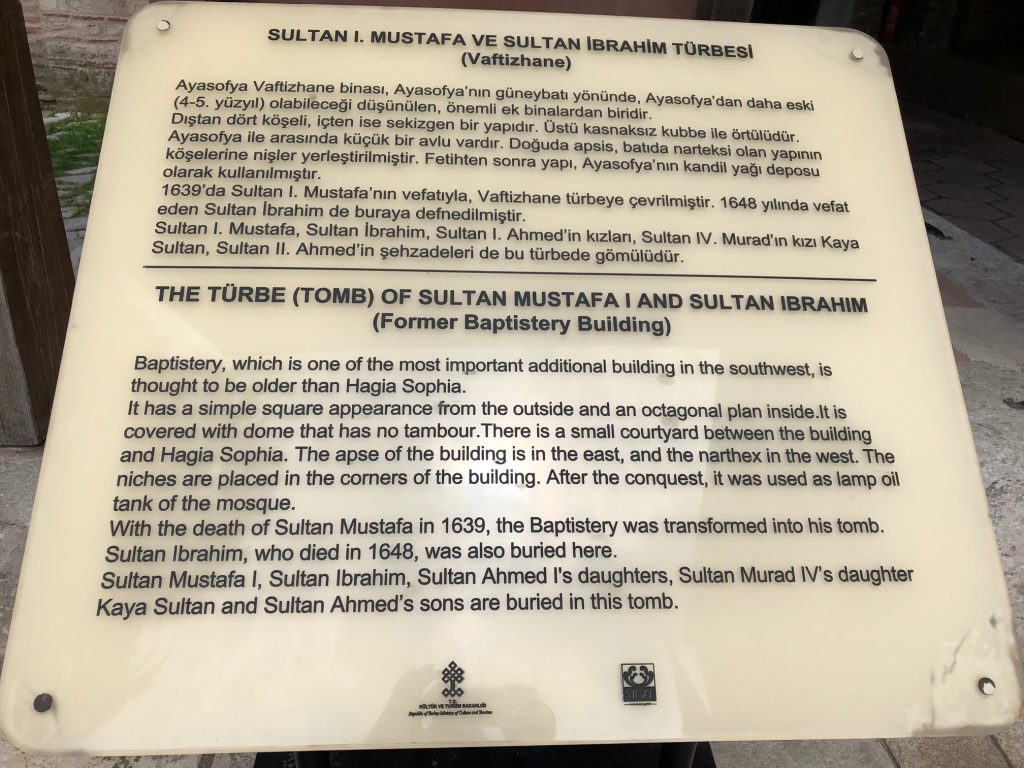 SULTAN I. MUSTAFA VE SULTAN İBRAHİM TÜRBESİ
(Vaftizhane)
Ayasofya Vaftizhane binası, Ayasofya'nın güneybatı yönünde, Ayasofya'dan daha eski
(4-5. yüzyıl) olabileceği düşünülen, önemli ek binalardan biridir.
Dıştan dört köşeli, içten ise sekizgen bir yapıdır. Üstü kasnaksız kubbe ile örtülüdür.
Ayasofya ile arasında küçük bir avlu vardır. Doğuda apsis, batıda narteksi olan yapının
köşelerine nişler yerleştirilmiştir. Fetihten sonra yapı, Ayasofya'nın kandil yağı deposu
olarak kullanılmıştır.
1639'da Sultan I. Mustafa'nın vefatıyla, Vaftizhane türbeye çevrilmiştir. 1648 yılında vefat
eden Sultan İbrahim de buraya defnedilmiştir.
Sultan I. Mustafa, Sultan İbrahim, Sultan I. Ahmed'in kızları, Sultan IV. Murad'ın kızı Kaya
Sultan, Sultan II. Ahmed'in şehzadeleri de bu türbede gömülüdür.
THE TÜRBE (TOMB) OF SULTAN MUSTAFA I AND SULTAN IBRAHIM
(Former Baptistery Building)
Baptistery, which is one of the most important additional building in the southwest, is
thought to be older than Hagia Sophia.
It has a simple square appearance from the outside and an octagonal plan inside.It is
covered with dome that has no tambour.There is a small courtyard between the building
and Hagia Sophia. The apse of the building is in the east, and the narthex in the west. The
niches are placed in the corners of the building. After the conquest, it was used as lamp oil
tank of the mosque.
With the death of Sultan Mustafa in 1639, the Baptistery was transformed into his tomb.
Sultan Ibrahim, who died in 1648, was also buried here.
Sultan Mustafa I, Sultan Ibrahim, Sultan Ahmed I's daughters, Sultan Murad IV's daughter
Kaya Sultan and Sultan Ahmed's sons are buried in this tomb.
T.C.
KÜLTÜR VE TURİZM BAKANLIĞI
Republic of Turkey Ministry of Culture and Tourism
MÜZE